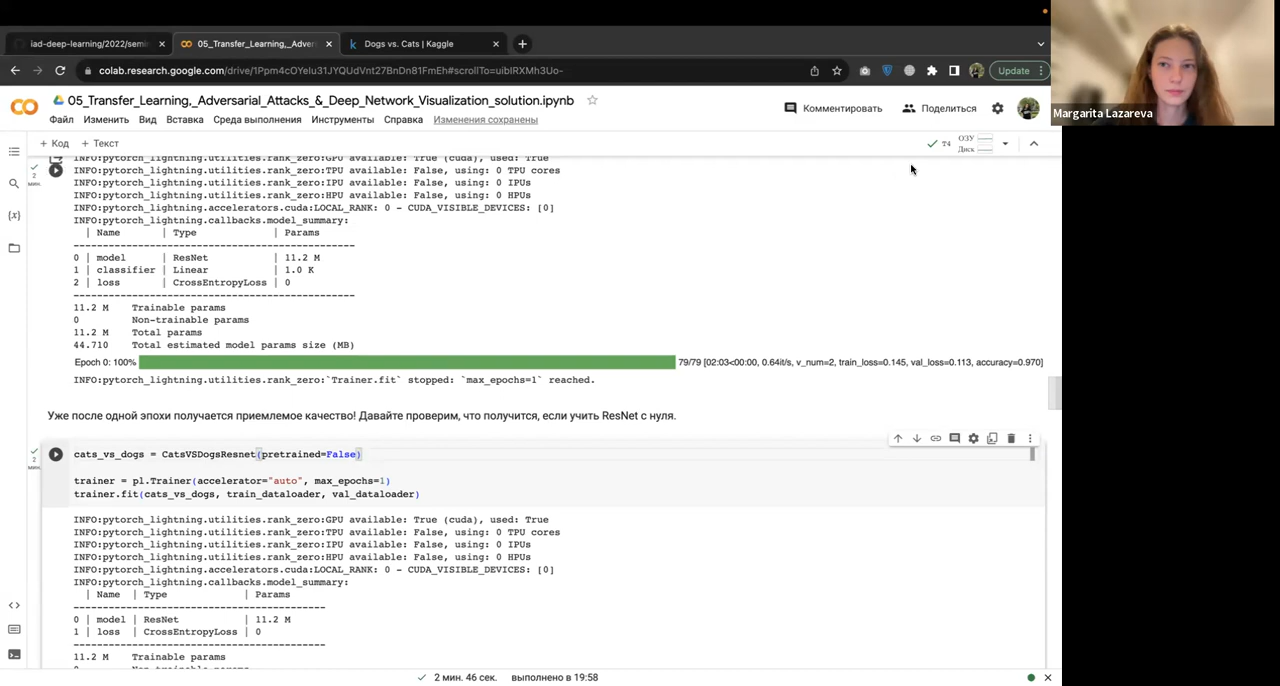 iad-deep-learning/2022/semi
05_Transfer_Learning,_Adver
Dogs vs. Cats | Kaggle
colab.research.google.com/drive/1Ppm4cOYeIu31JYQUdVnt27BnDn81FmEh#scrollTo=uibIRXMh3Uo-
Update
05_Transfer_Learning,_Adversarial_Attacks_&_Deep_Network_Visualization_solution.ipynb
Комментировать
Поделиться
Margarita Lazareva
Файл Изменить Вид Вставка Среда выполнения Инструменты Справка Изменения сохранены
+ Код + Текст
T4
ОЗУ
Диск
INFO:pytorch_lightning.utilities.rank_zero:GPU available: True (cuda), used: True
2
мин.
INFO:pytorch_lightning.utilities.rank_zero:TPU available: False, using: 0 TPU cores
INFO:pytorch_lightning.utilities.rank_zero:IPU available: False, using: 0 IPUs
INFO:pytorch_lightning.utilities.rank_zero:HPU available: False, using: 0 HPUs
INFO:pytorch_lightning.accelerators.cuda:LOCAL_RANK: 0 - CUDA_VISIBLE_DEVICES: [0]
INFO:pytorch_lightning.callbacks.model_summary:
| Name | Type | Params
-----------------------------------------------
0 | model | ResNet | 11.2 M
1 | classifier | Linear | 1.0 K
2 | loss | CrossEntropyLoss | 0
-----------------------------------------------
11.2 M Trainable params
0 Non-trainable params
11.2 M Total params
44.710 Total estimated model params size (MB)
Epoch 0: 100% 79/79 [02:03<00:00, 0.64it/s, v_num=2, train_loss=0.145, val_loss=0.113, accuracy=0.970]
INFO:pytorch_lightning.utilities.rank_zero:`Trainer.fit` stopped: `max_epochs=1` reached.
Уже после одной эпохи получается приемлемое качество! Давайте проверим, что получится, если учить ResNet с нуля.
2
мин.
cats_vs_dogs = CatsVSDogsResnet(pretrained=False)
trainer = pl.Trainer(accelerator="auto", max_epochs=1)
trainer.fit(cats_vs_dogs, train_dataloader, val_dataloader)
INFO:pytorch_lightning.utilities.rank_zero:GPU available: True (cuda), used: True
INFO:pytorch_lightning.utilities.rank_zero:TPU available: False, using: 0 TPU cores
INFO:pytorch_lightning.utilities.rank_zero:IPU available: False, using: 0 IPUs
INFO:pytorch_lightning.utilities.rank_zero:HPU available: False, using: 0 HPUs
INFO:pytorch_lightning.accelerators.cuda:LOCAL_RANK: 0 - CUDA_VISIBLE_DEVICES: [0]
INFO:pytorch_lightning.callbacks.model_summary:
| Name | Type | Params
-------------------------------------------
0 | model | ResNet | 11.2 M
1 | loss | CrossEntropyLoss | 0
-------------------------------------------
11.2 M Trainable params
2 мин. 46 сек. выполнено в 19:58